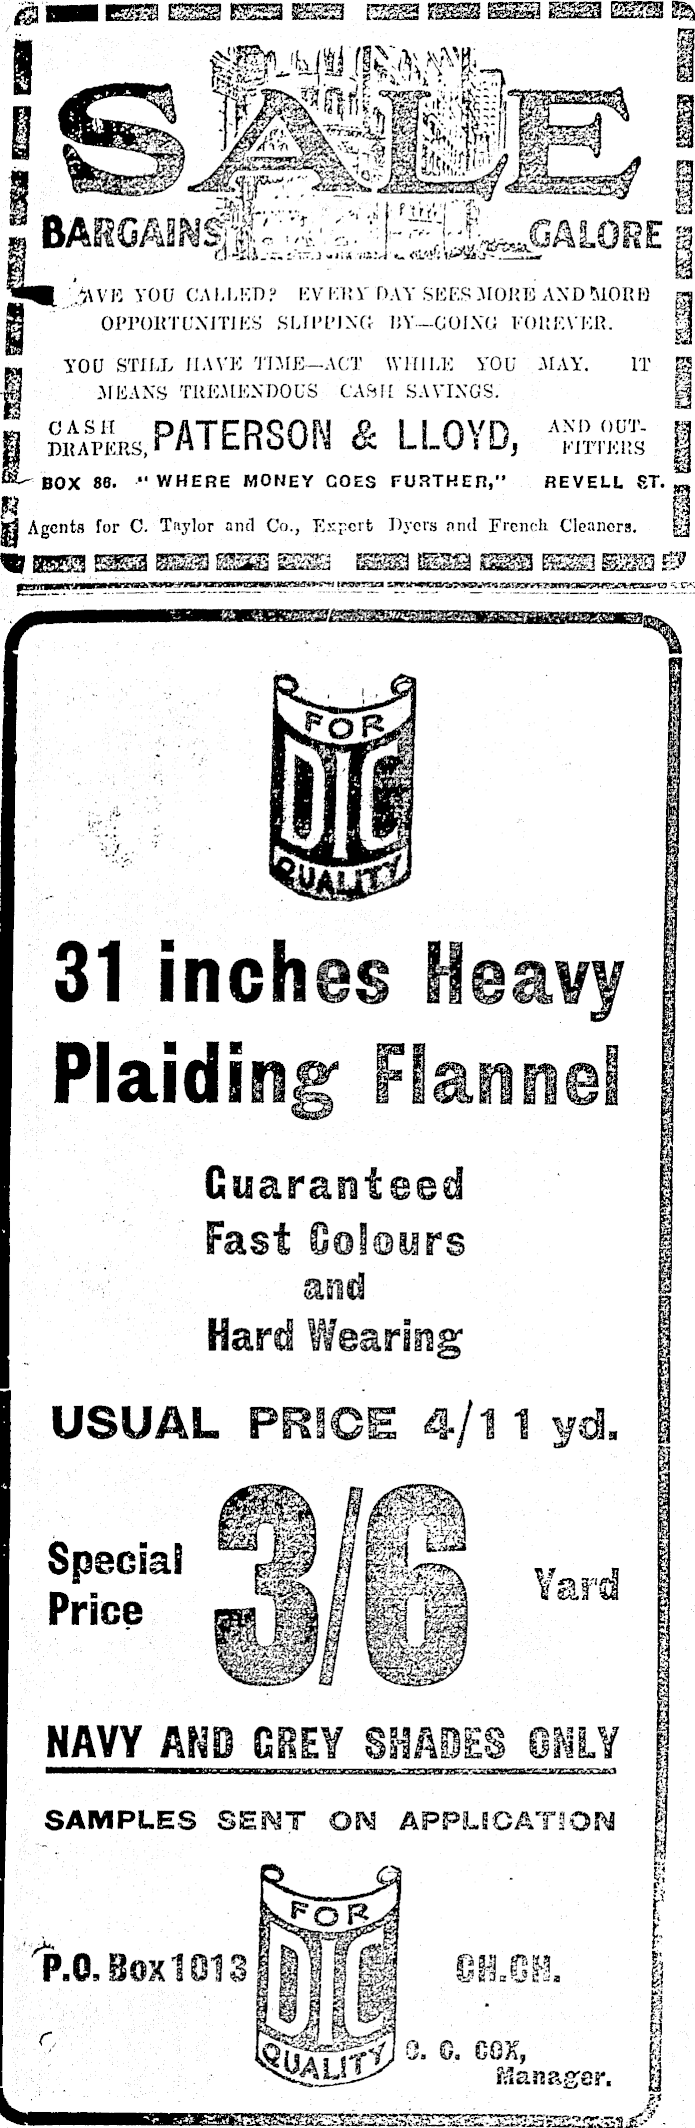 SALE
BARGAINS GALORE
AVE YOU CALLED? EVERY DAY SEES MORE AND MORE
OPPORTUNITIES SLIPPING BY—GOING FOREVER.
YOU STILL HAVE TIME—ACT WHILE YOU MAY. IT
MEANS TREMENDOUS CASH SAVINGS.
CASH DRAPERS, PATERSON & LLOYD, AND OUT-FITTERS
BOX 86. "WHERE MONEY GOES FURTHER," REVELL ST.
Agents for C. Taylor and Co., Expert Dyers and French Cleaners.
FOR
DIC
QUALITY
31 inches Heavy
Plaiding Flannel
Guaranteed
Fast Colours
and
Hard Wearing
USUAL PRICE 4/11 yd.
Special Price 3/6 Yard
NAVY AND GREY SHADES ONLY
SAMPLES SENT ON APPLICATION
FOR
DIC
QUALITY
P.O. Box 1013 CH.CH.
COX,
Manager.